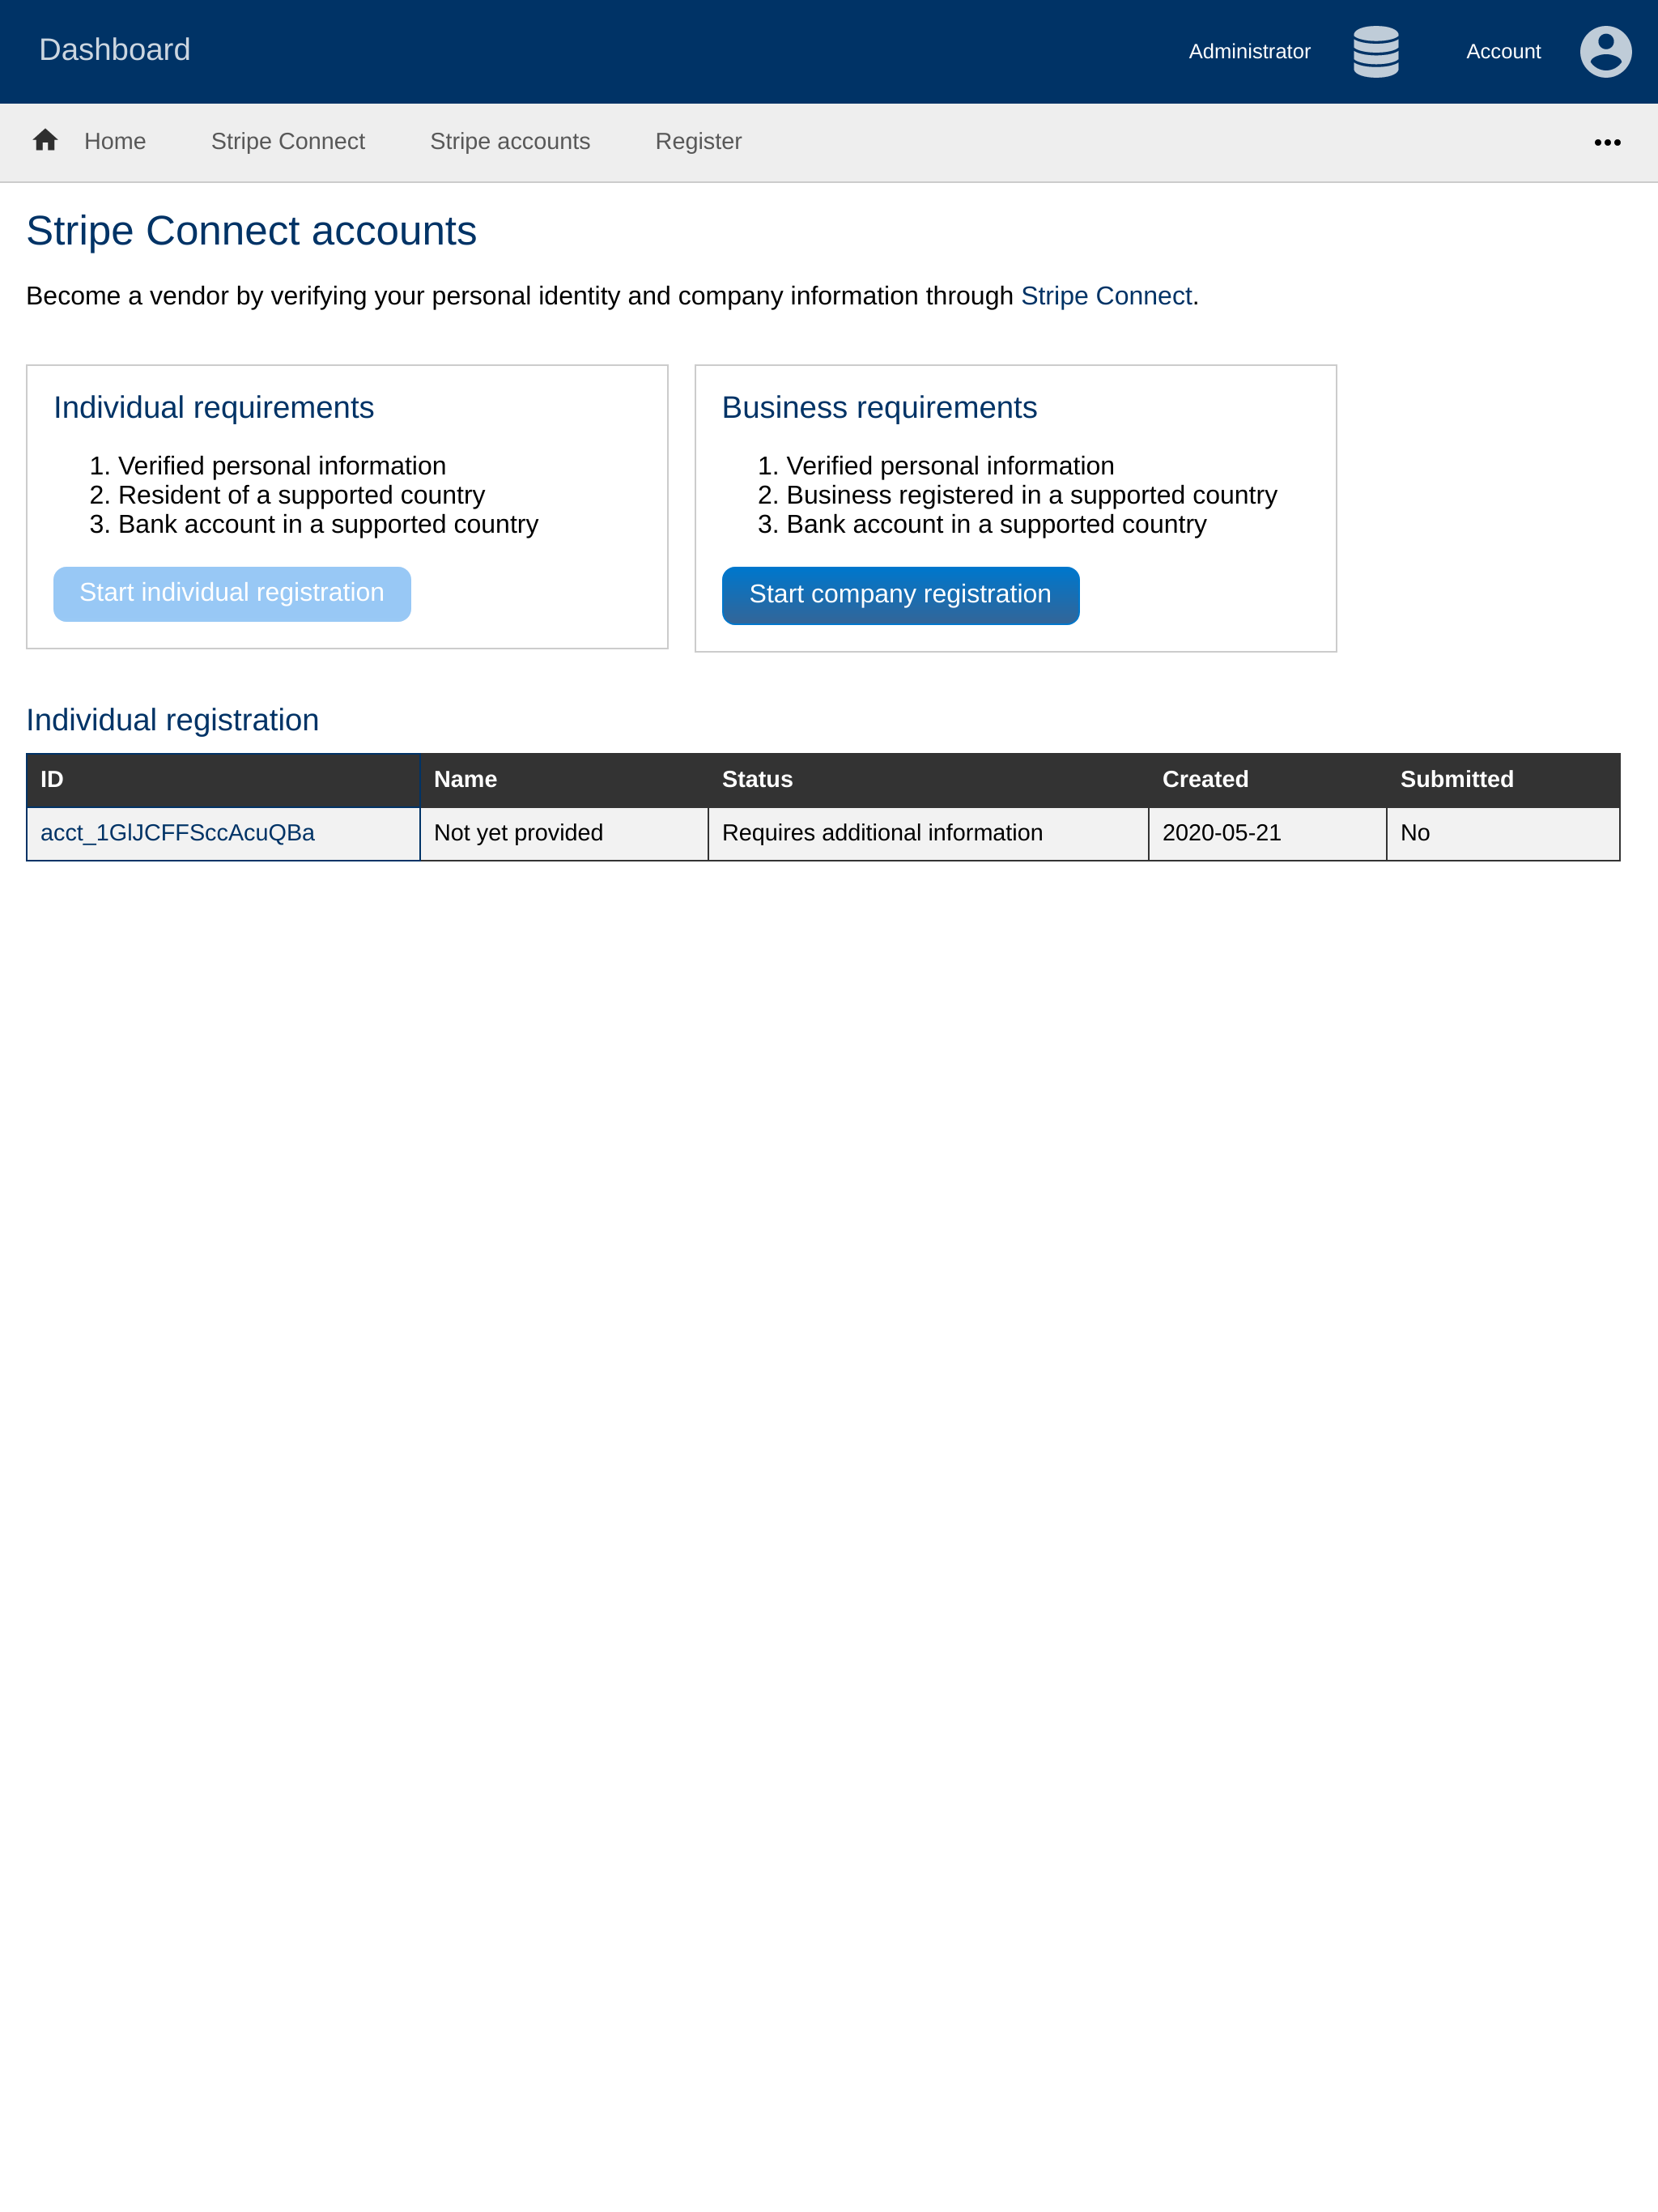 Dashboard
Administrator
Account
Home
Stripe Connect
Stripe accounts
Register
•••
Stripe Connect accounts
Become a vendor by verifying your personal identity and company information through Stripe Connect.
Individual requirements
1. Verified personal information
2. Resident of a supported country
3. Bank account in a supported country
Start individual registration
Business requirements
1. Verified personal information
2. Business registered in a supported country
3. Bank account in a supported country
Start company registration
Individual registration
ID Name Status Created Submitted
acct_1GlJCFFSccAcuQBa Not yet provided Requires additional information 2020-05-21 No